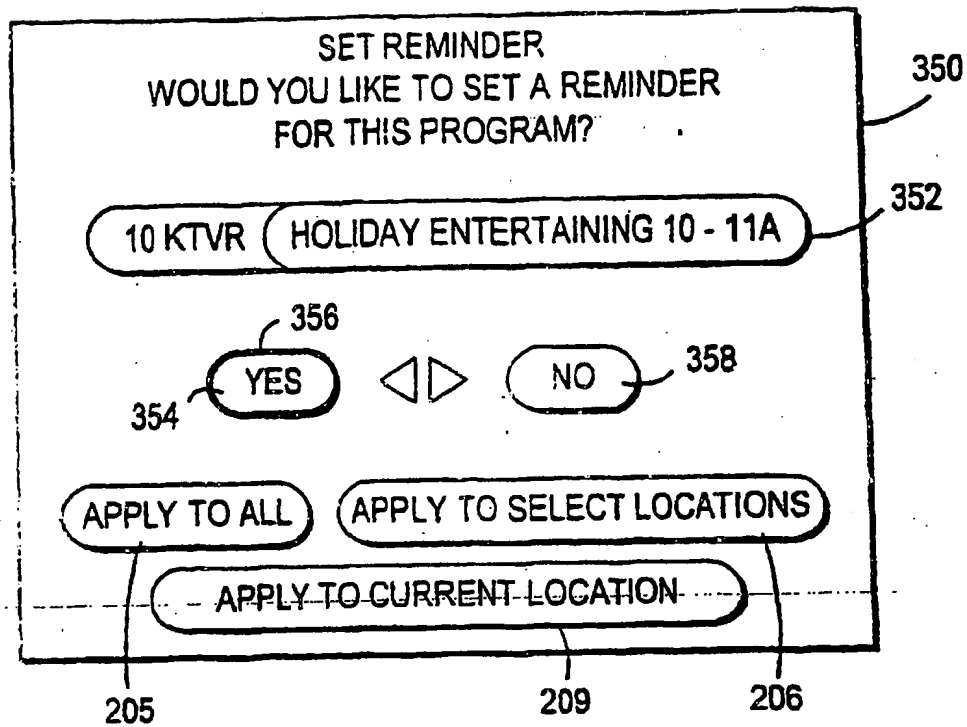 SET REMINDER
WOULD YOU LIKE TO SET A REMINDER
FOR THIS PROGRAM?
350
10 KTVR HOLIDAY ENTERTAINING 10 - 11A
352
356
YES NO
354
358
APPLY TO ALL APPLY TO SELECT LOCATIONS
APPLY TO CURRENT LOCATION
205 209 206